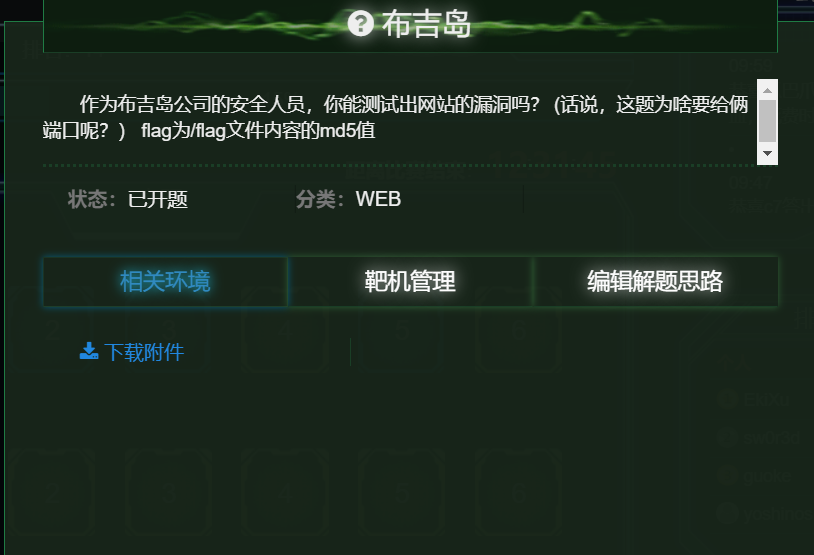 布吉岛
作为布吉岛公司的安全人员，你能测试出网站的漏洞吗？（话说，这题为啥要给俩
端口呢？） flag为/flag文件内容的md5值
状态：已开题 分类：WEB
相关环境 靶机管理 编辑解题思路
下载附件